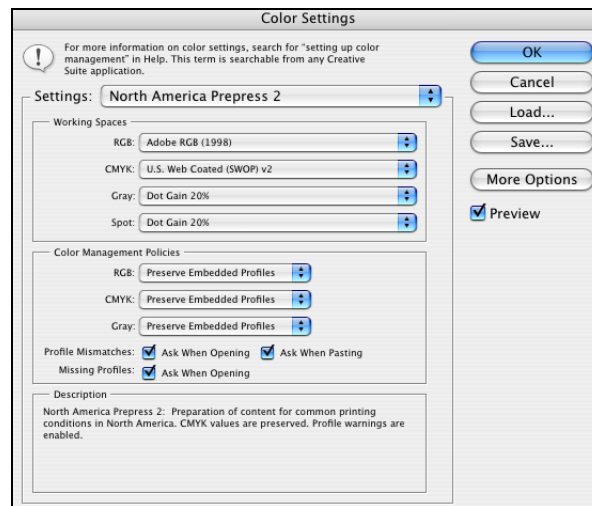 Color Settings
For more information on color settings, search for "setting up color
management" in Help. This term is searchable from any Creative
Suite application.
OK
Cancel
Load...
Save...
More Options
Preview
Settings: North America Prepress 2
Working Spaces
RGB: Adobe RGB (1998)
CMYK: U.S. Web Coated (SWOP) v2
Gray: Dot Gain 20%
Spot: Dot Gain 20%
Color Management Policies
RGB: Preserve Embedded Profiles
CMYK: Preserve Embedded Profiles
Gray: Preserve Embedded Profiles
Profile Mismatches: Ask When Opening Ask When Pasting
Missing Profiles: Ask When Opening
Description
North America Prepress 2: Preparation of content for common printing
conditions in North America. CMYK values are preserved. Profile warnings are
enabled.